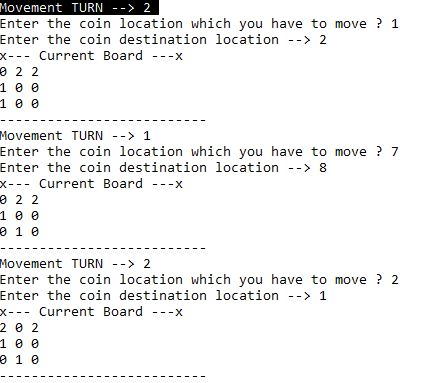 Movement TURN --> 2
Enter the coin location which you have to move ? 1
Enter the coin destination location --> 2
x--- Current Board ---x
0 2 2
1 0 0
1 0 0
--------------------------
Movement TURN --> 1
Enter the coin location which you have to move ? 7
Enter the coin destination location --> 8
x--- Current Board ---x
0 2 2
1 0 0
0 1 0
--------------------------
Movement TURN --> 2
Enter the coin location which you have to move ? 2
Enter the coin destination location --> 1
x--- Current Board ---x
2 0 2
1 0 0
0 1 0
--------------------------